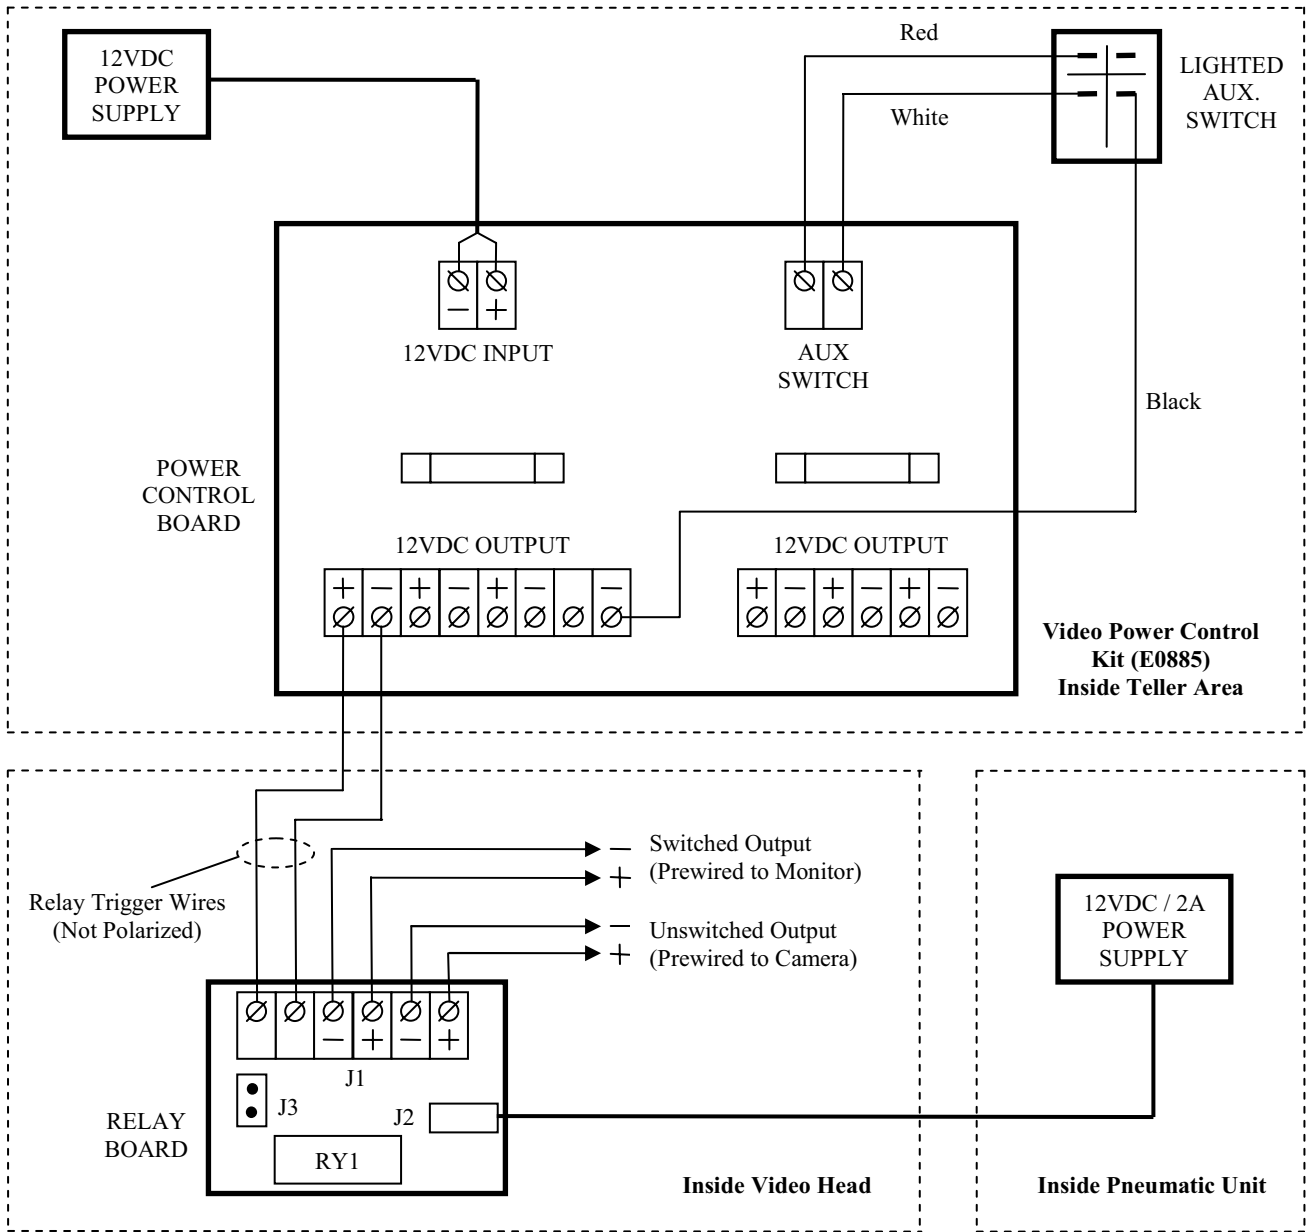 12VDC
POWER
SUPPLY
Red
White
LIGHTED
AUX.
SWITCH
− +
12VDC INPUT
AUX
SWITCH
Black
POWER
CONTROL
BOARD
12VDC OUTPUT
+ − + − + − −
12VDC OUTPUT
+ − + − + −
Video Power Control
Kit (E0885)
Inside Teller Area
Relay Trigger Wires
(Not Polarized)
− Switched Output
+ (Prewired to Monitor)
− Unswitched Output
+ (Prewired to Camera)
− + − +
J1
J3
J2
RY1
RELAY
BOARD
Inside Video Head
12VDC / 2A
POWER
SUPPLY
Inside Pneumatic Unit